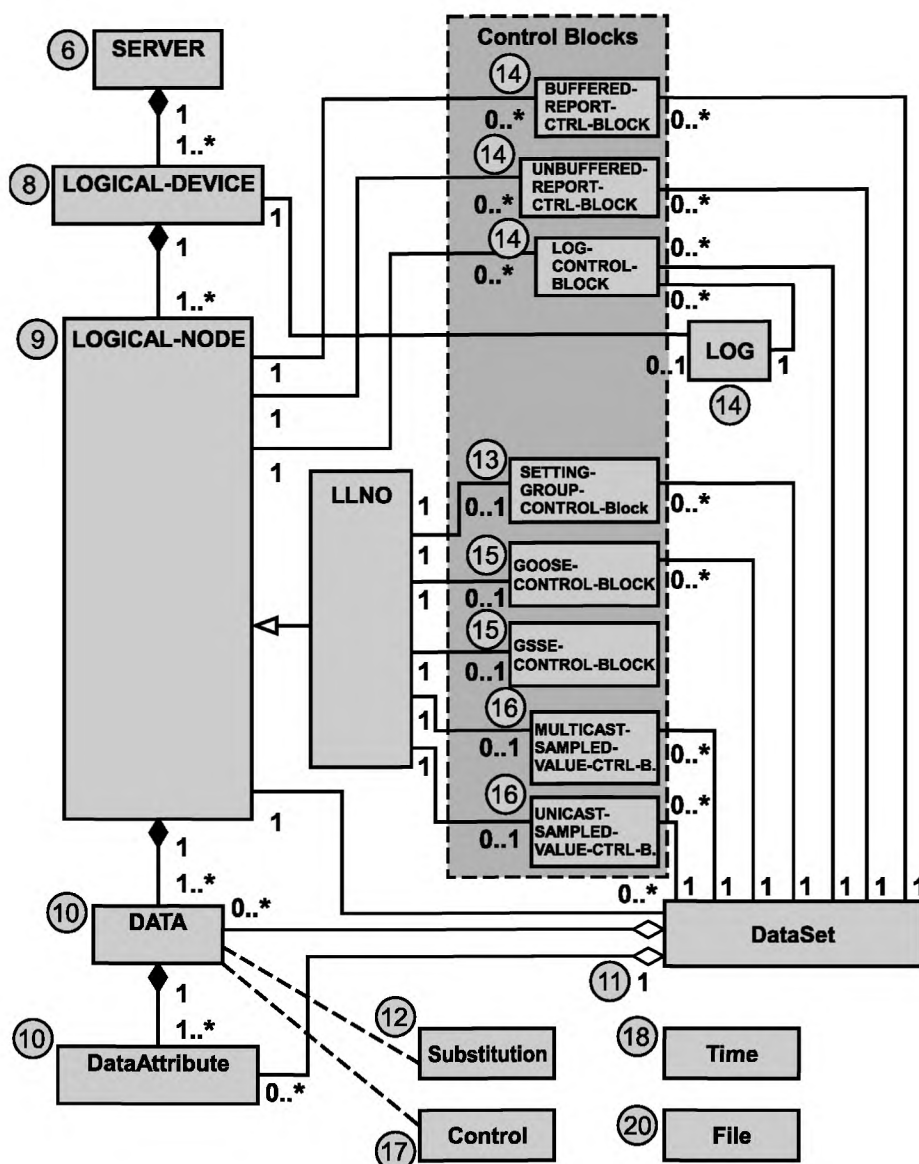 Control Blocks
6
SERVER
1
1..*
8
LOGICAL-DEVICE
1
1
1..*
9
LOGICAL-NODE
1
1
1
14
BUFFERED-
REPORT-
CTRL-BLOCK
0..*
0..*
14
UNBUFFERED-
REPORT-
CTRL-BLOCK
0..*
0..*
14
LOG-
CONTROL-
BLOCK
0..*
0..*
0..*
LOG
0..1
1
14
LLNO
1
1
1
1
1
13
SETTING-
GROUP-
CONTROL-Block
0..1
0..*
15
GOOSE-
CONTROL-BLOCK
0..1
0..*
15
GSSE-
CONTROL-BLOCK
0..1
16
MULTICAST-
SAMPLED-
VALUE-CTRL-B.
0..1
0..*
16
UNICAST-
SAMPLED-
VALUE-CTRL-B.
0..1
0..*
1
1
1..*
0..*
0..*
1
1
1
1
1
1
1
10
DATA
DataSet
11
1
1
1..*
10
DataAttribute
0..*
12
Substitution
18
Time
17
Control
20
File